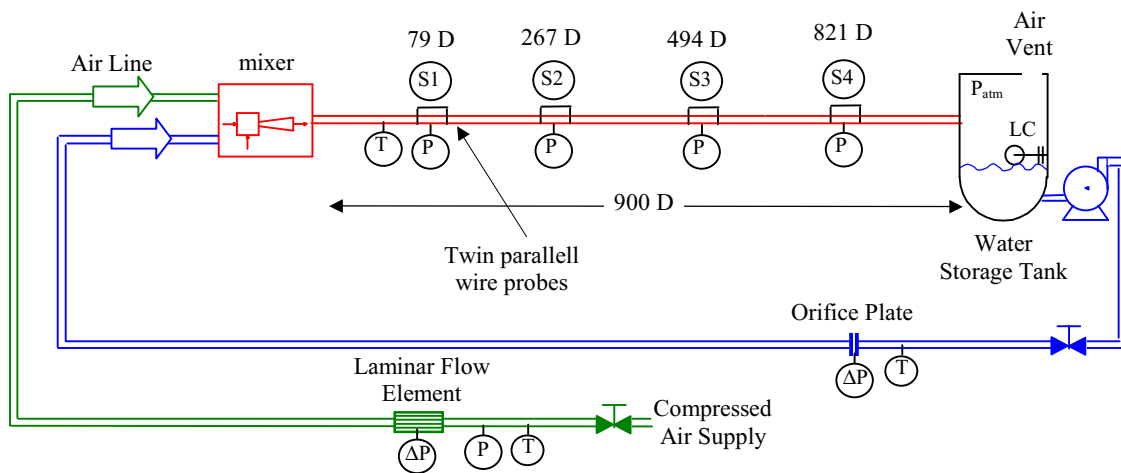 79 D
267 D
494 D
821 D
Air
Vent
Air Line
mixer
S1
S2
S3
S4
Patm
LC
T
P
P
P
P
900 D
Twin parallell
wire probes
Water
Storage Tank
Orifice Plate
ΔP
T
Laminar Flow
Element
Compressed
Air Supply
ΔP
P
T